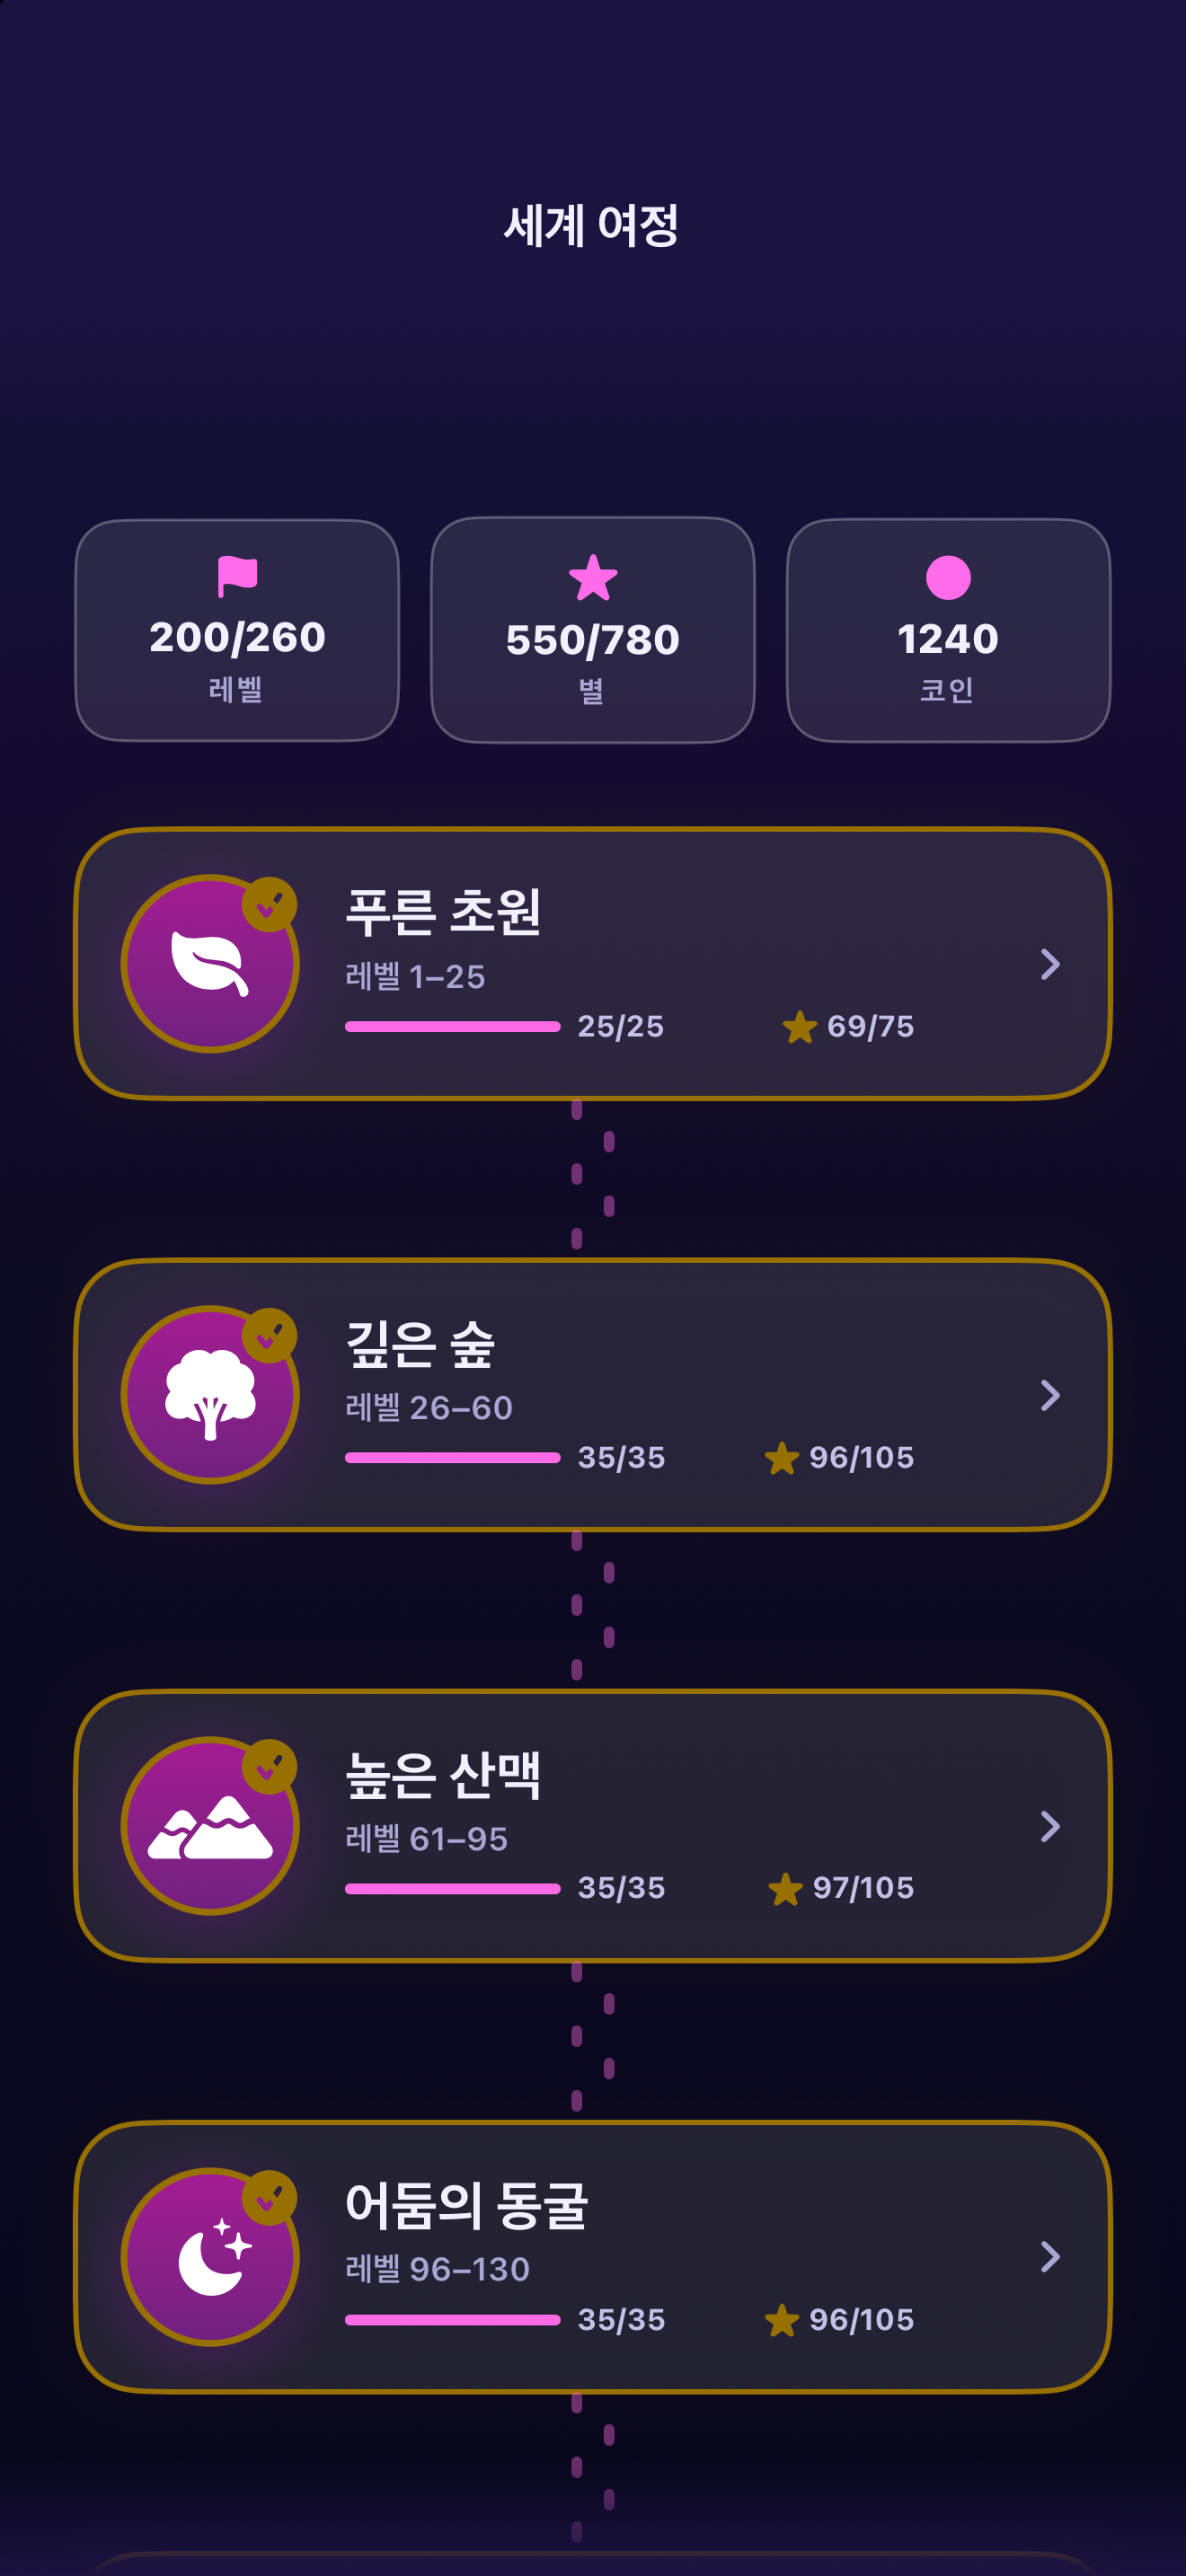 세계 여정
200/260
레벨
550/780
별
1240
코인
푸른 초원
레벨 1–25
25/25 69/75
깊은 숲
레벨 26–60
35/35 96/105
높은 산맥
레벨 61–95
35/35 97/105
어둠의 동굴
레벨 96–130
35/35 96/105